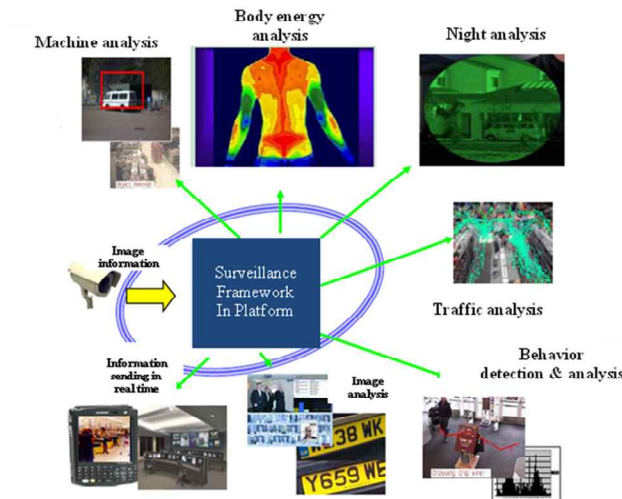 Body energy
analysis
Machine analysis
Night analysis
Image
information
Surveillance
Framework
In Platform
Traffic analysis
Information
sending in
real time
Image
analysis
Behavior
detection & analysis
38 WK
Y659 WE